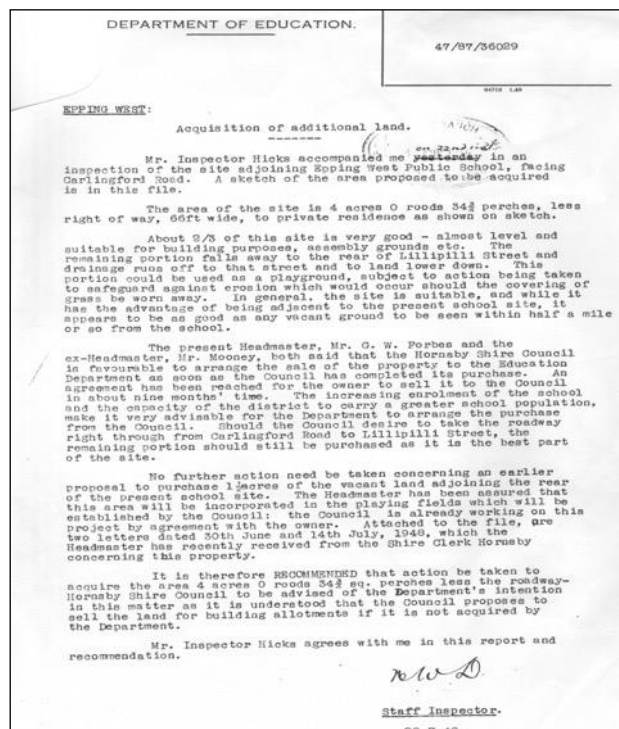 DEPARTMENT OF EDUCATION.
47/87/36029
EPPING WEST:
Acquisition of additional land.
on 22nd inst
Mr. Inspector Hicks accompanied me yesterday in an
inspection of the site adjoining Epping West Public School, facing
Carlingford Road. A sketch of the area proposed to be acquired
is in this file.
The area of the site is 4 acres 0 roods 34¾ perches, less
right of way, 66ft wide, to private residence as shown on sketch.
About 2/3 of this site is very good - almost level and
suitable for building purposes, assembly grounds etc. The
remaining portion falls away to the rear of Lillipilli Street and
drainage runs off to that street and to land lower down. This
portion could be used as a playground, subject to action being taken
to safeguard against erosion which would occur should the covering of
grass be worn away. In general. the site is suitable, and while it
has the advantage of being adjacent to the present school site, it
appears to be as good as any vacant ground to be seen within half a mile
or so from the school.
The present Headmaster, Mr. G. W. Forbes and the
ex-Headmaster, Mr. Mooney, both said that the Hornsby Shire Council
is favourable to arrange the sale of the property to the Education
Department as soon as the Council has completed its purchase. An
agreement has been reached for the owner to sell it to the Council
in about nine months' time. The increasing enrolment of the school
and the capacity of the district to carry a greater school population,
make it very advisable for the Department to arrange the purchase
from the Council. Should the Council desire to take the roadway
right through from Carlingford Road to Lillipilli Street, the
remaining portion should still be purchased as it is the best part
of the site.
No further action need be taken concerning an earlier
proposal to purchase 1½acres of the vacant land adjoining the rear
of the present school site. The Headmaster has been assured that
this area will be incorporated in the playing fields which will be
established by the Council: the Council is already working on this
project by agreement with the owner. Attached to the file, are
two letters dated 30th June and 14th July, 1948, which the
Headmaster has recently received from the Shire Clerk Hornsby
concerning this property.
It is therefore RECOMMENDED that action be taken to
acquire the area 4 acres 0 roods 34¾ sq. perches less the roadway-
Hornsby Shire Council to be advised of the Department's intention
in this matter as it is understood that the Council proposes to
sell the land for building allotments if it is not acquired by
the Department.
Mr. Inspector Hicks agrees with me in this report and
recommendation.
Staff Inspector.